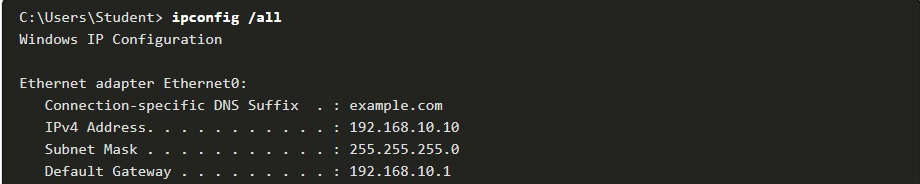 C:\Users\Student> ipconfig /all
Windows IP Configuration
Ethernet adapter Ethernet0:
Connection-specific DNS Suffix  . : example.com
IPv4 Address. . . . . . . . . . . : 192.168.10.10
Subnet Mask . . . . . . . . . . . : 255.255.255.0
Default Gateway . . . . . . . . . : 192.168.10.1